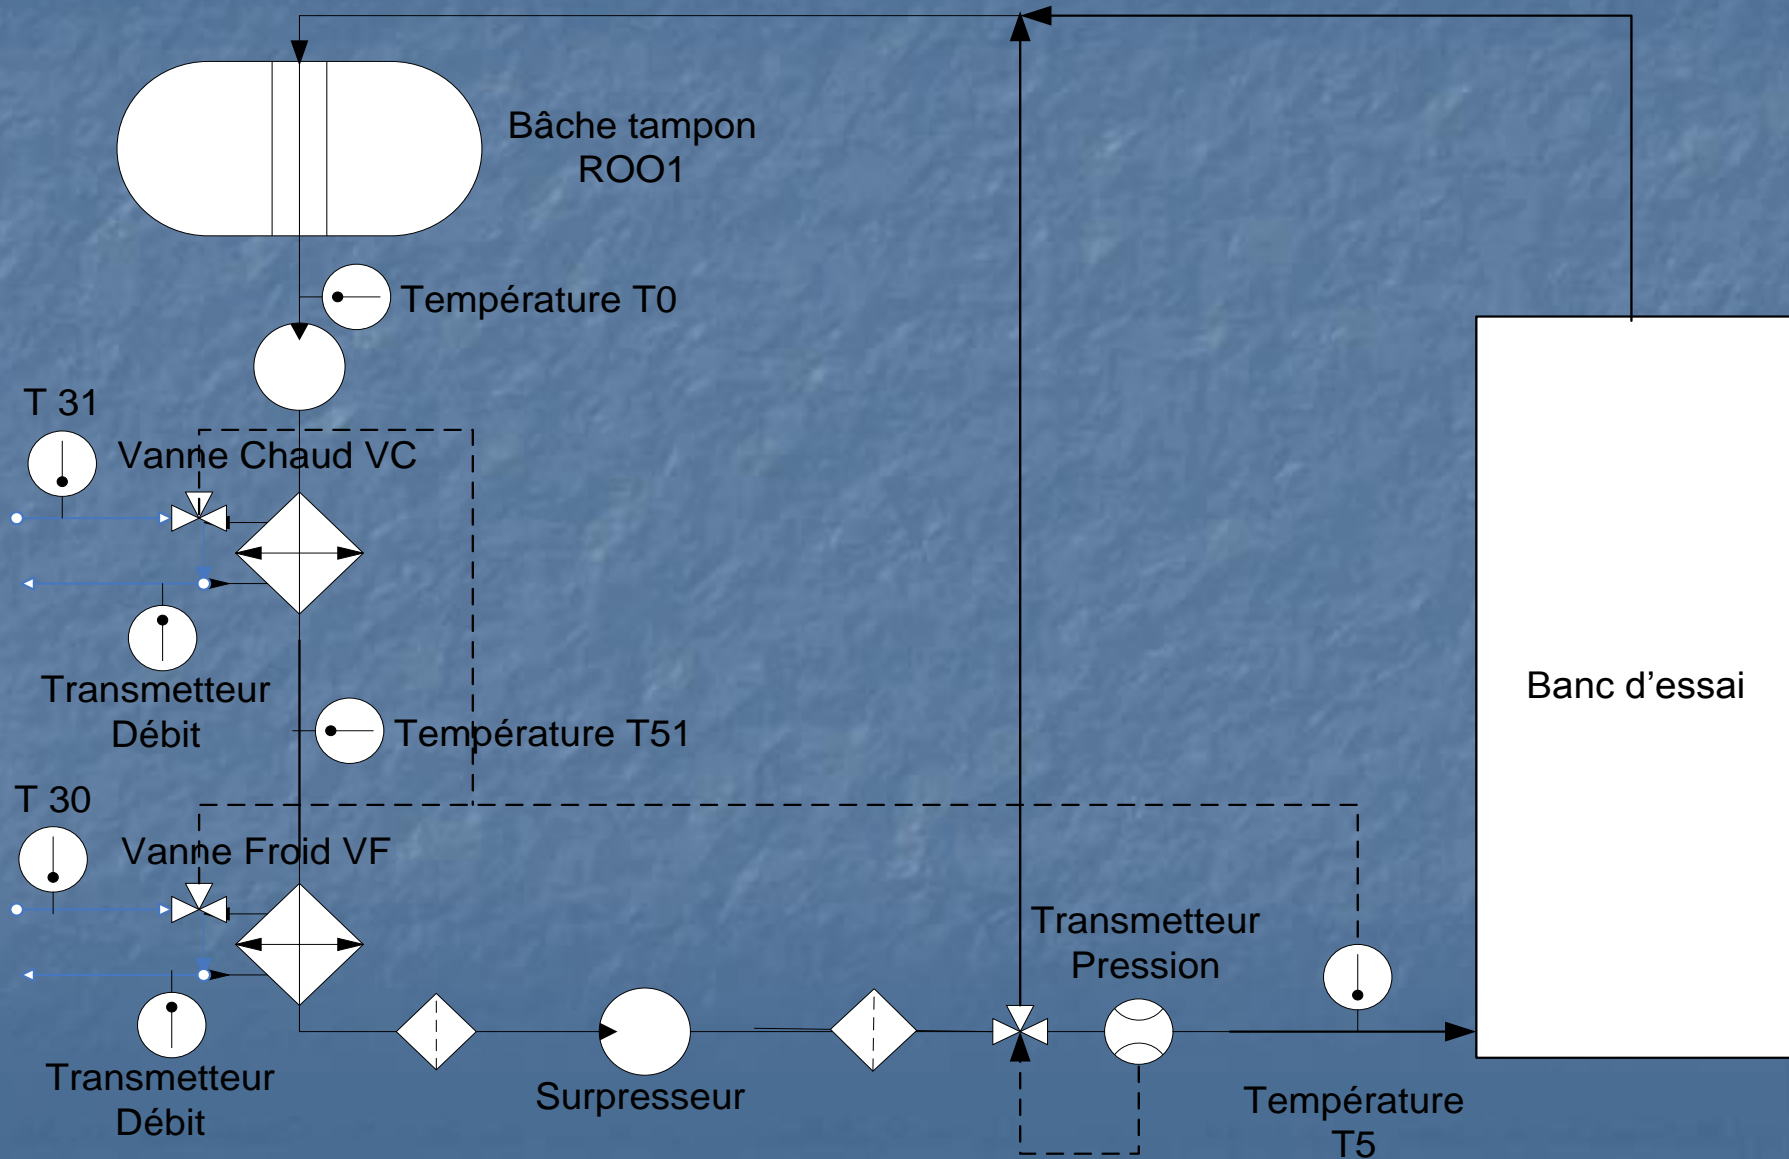 Bâche tampon
ROO1
Température T0
T 31
Vanne Chaud VC
Transmetteur
Débit
Température T51
T 30
Vanne Froid VF
Transmetteur
Débit
Surpresseur
Transmetteur
Pression
Température
T5
Banc d’essai